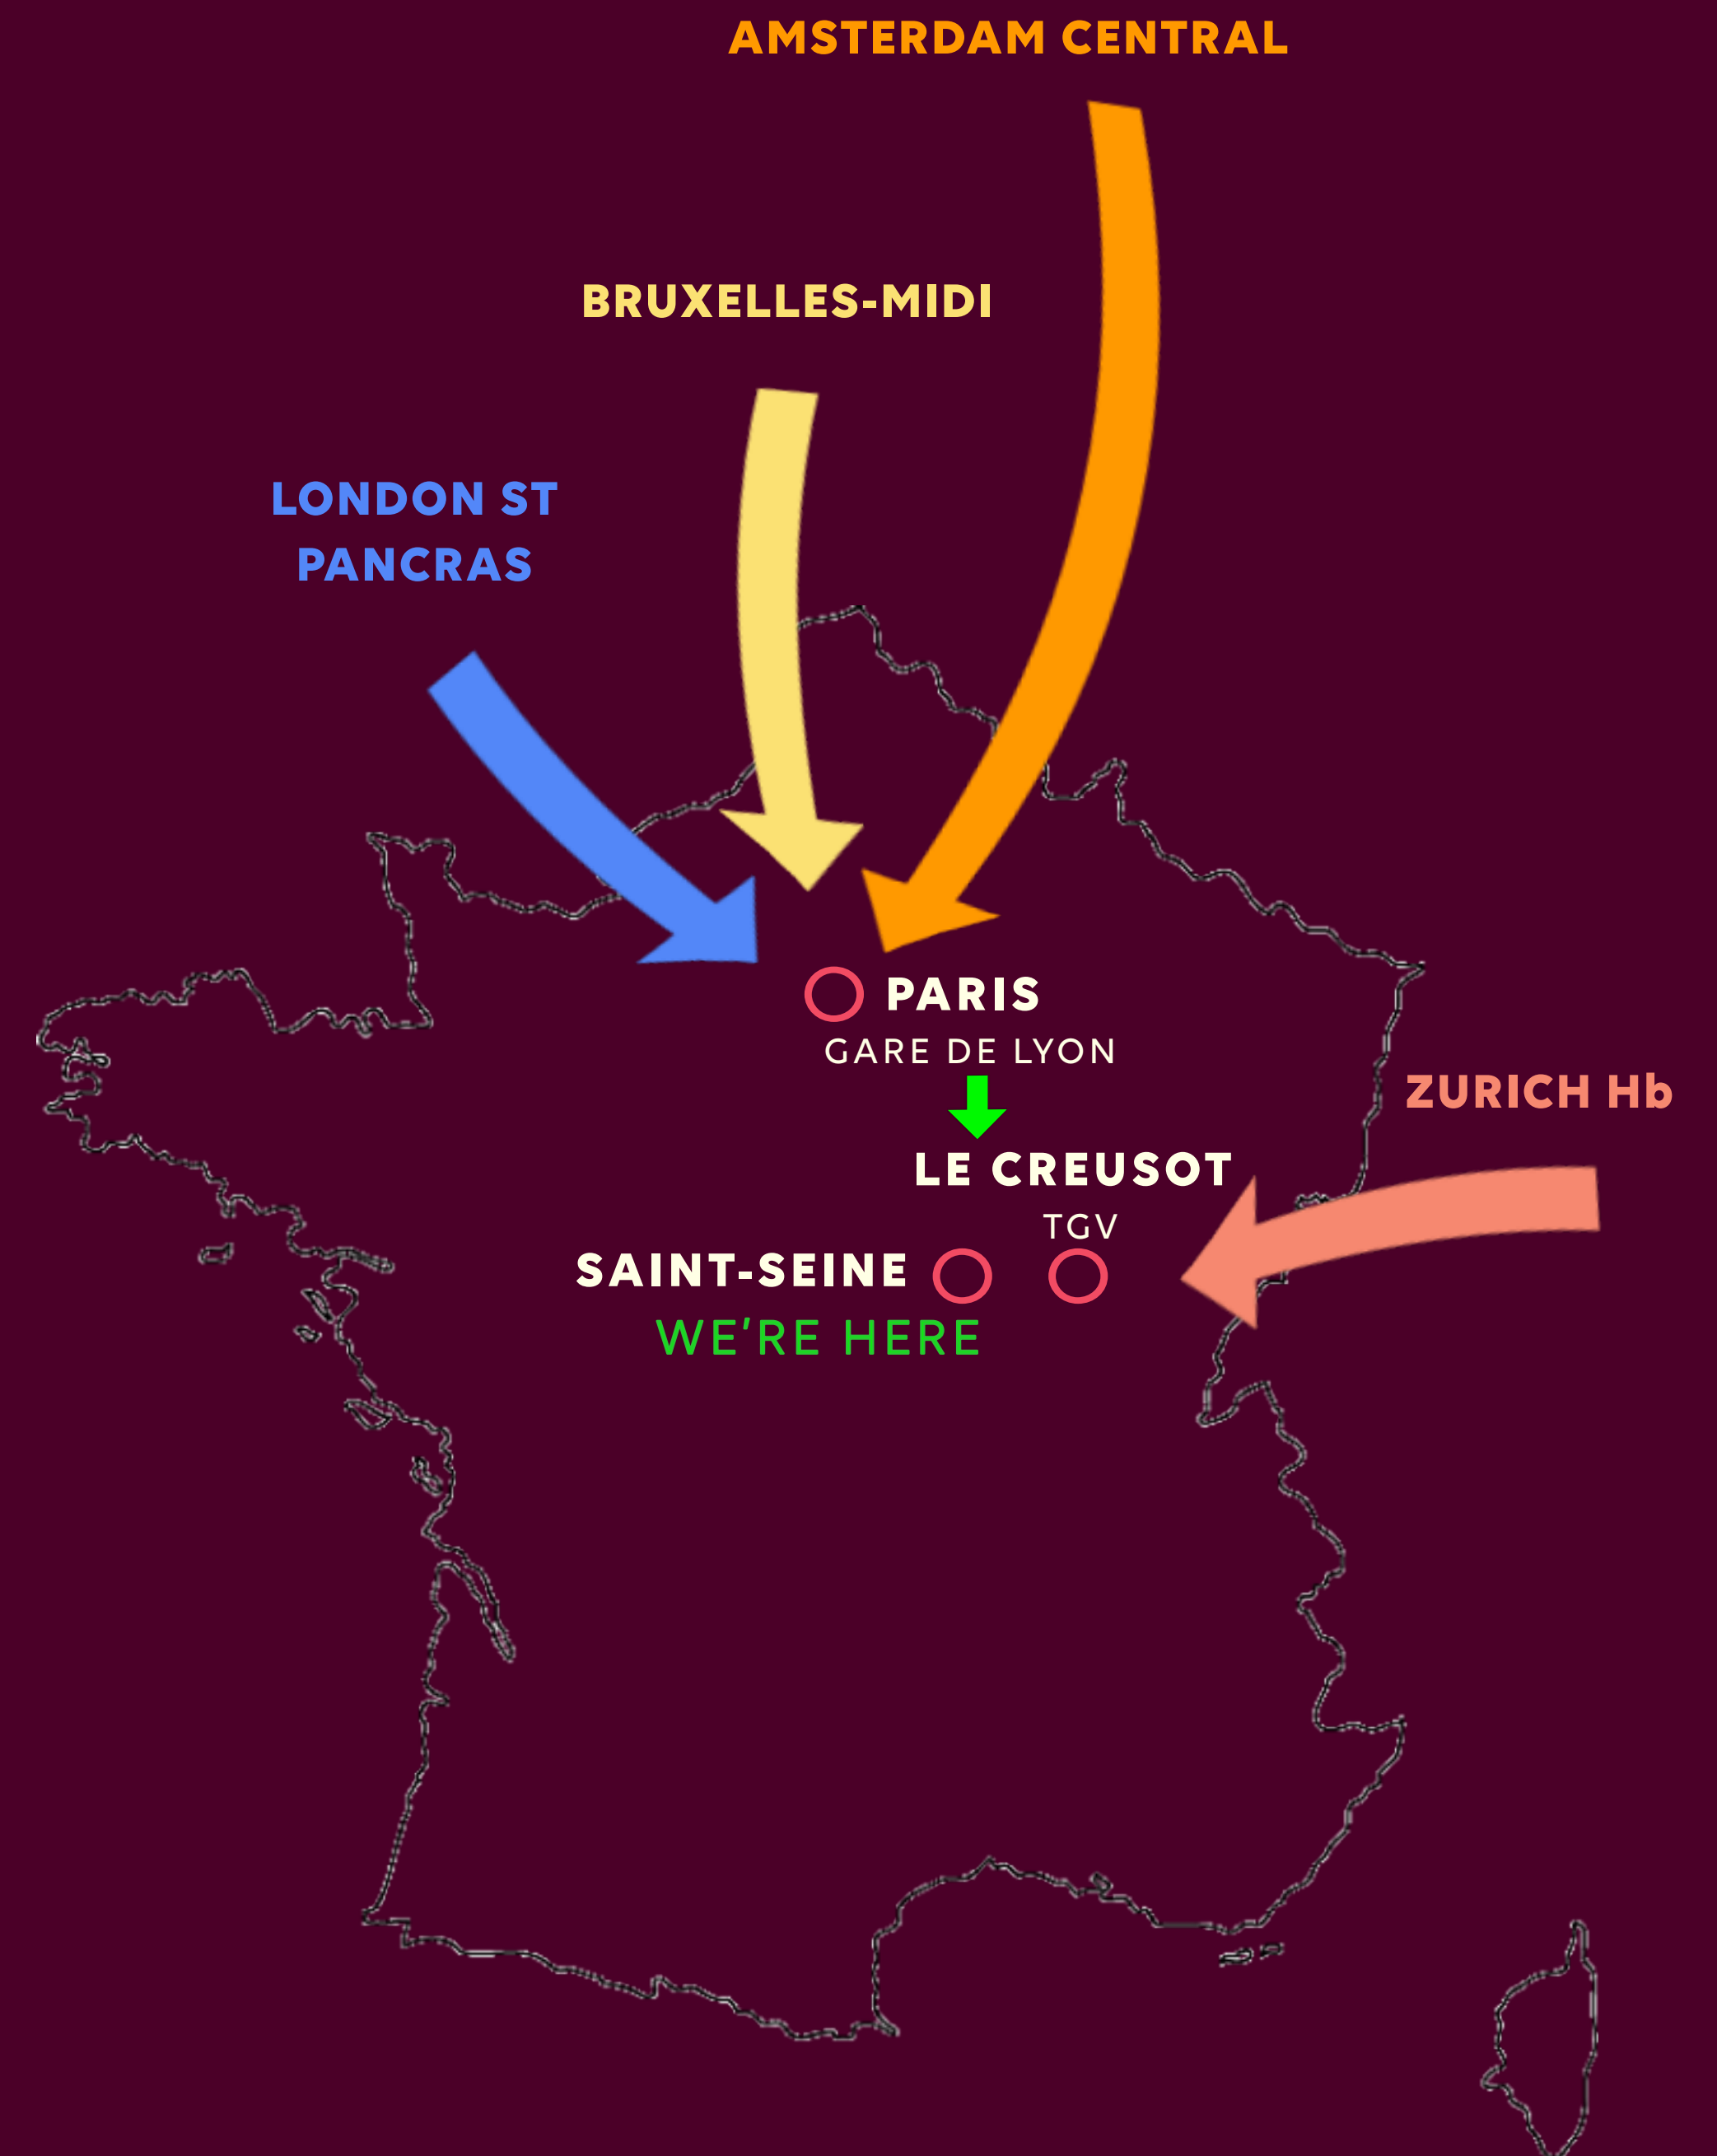 AMSTERDAM CENTRAL
BRUXELLES-MIDI
LONDON ST
PANCRAS
PARIS
GARE DE LYON
ZURICH Hb
LE CREUSOT
TGV
SAINT-SEINE
WE'RE HERE